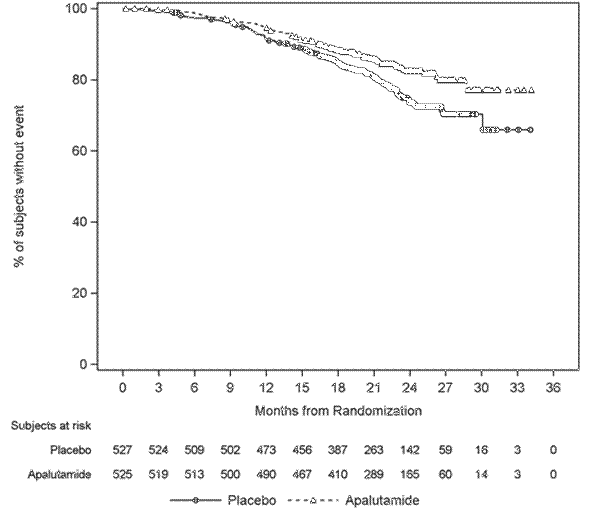 % of subjects without event
100
80
60
40
20
0
0 3 6 9 12 15 18 21 24 27 30 33 36
Months from Randomization
Subjects at risk
Placebo 527 524 509 502 473 456 387 263 142 59 16 3 0
Apalutamide 525 519 513 500 490 467 410 289 165 60 14 3 0
Placebo Apalutamide